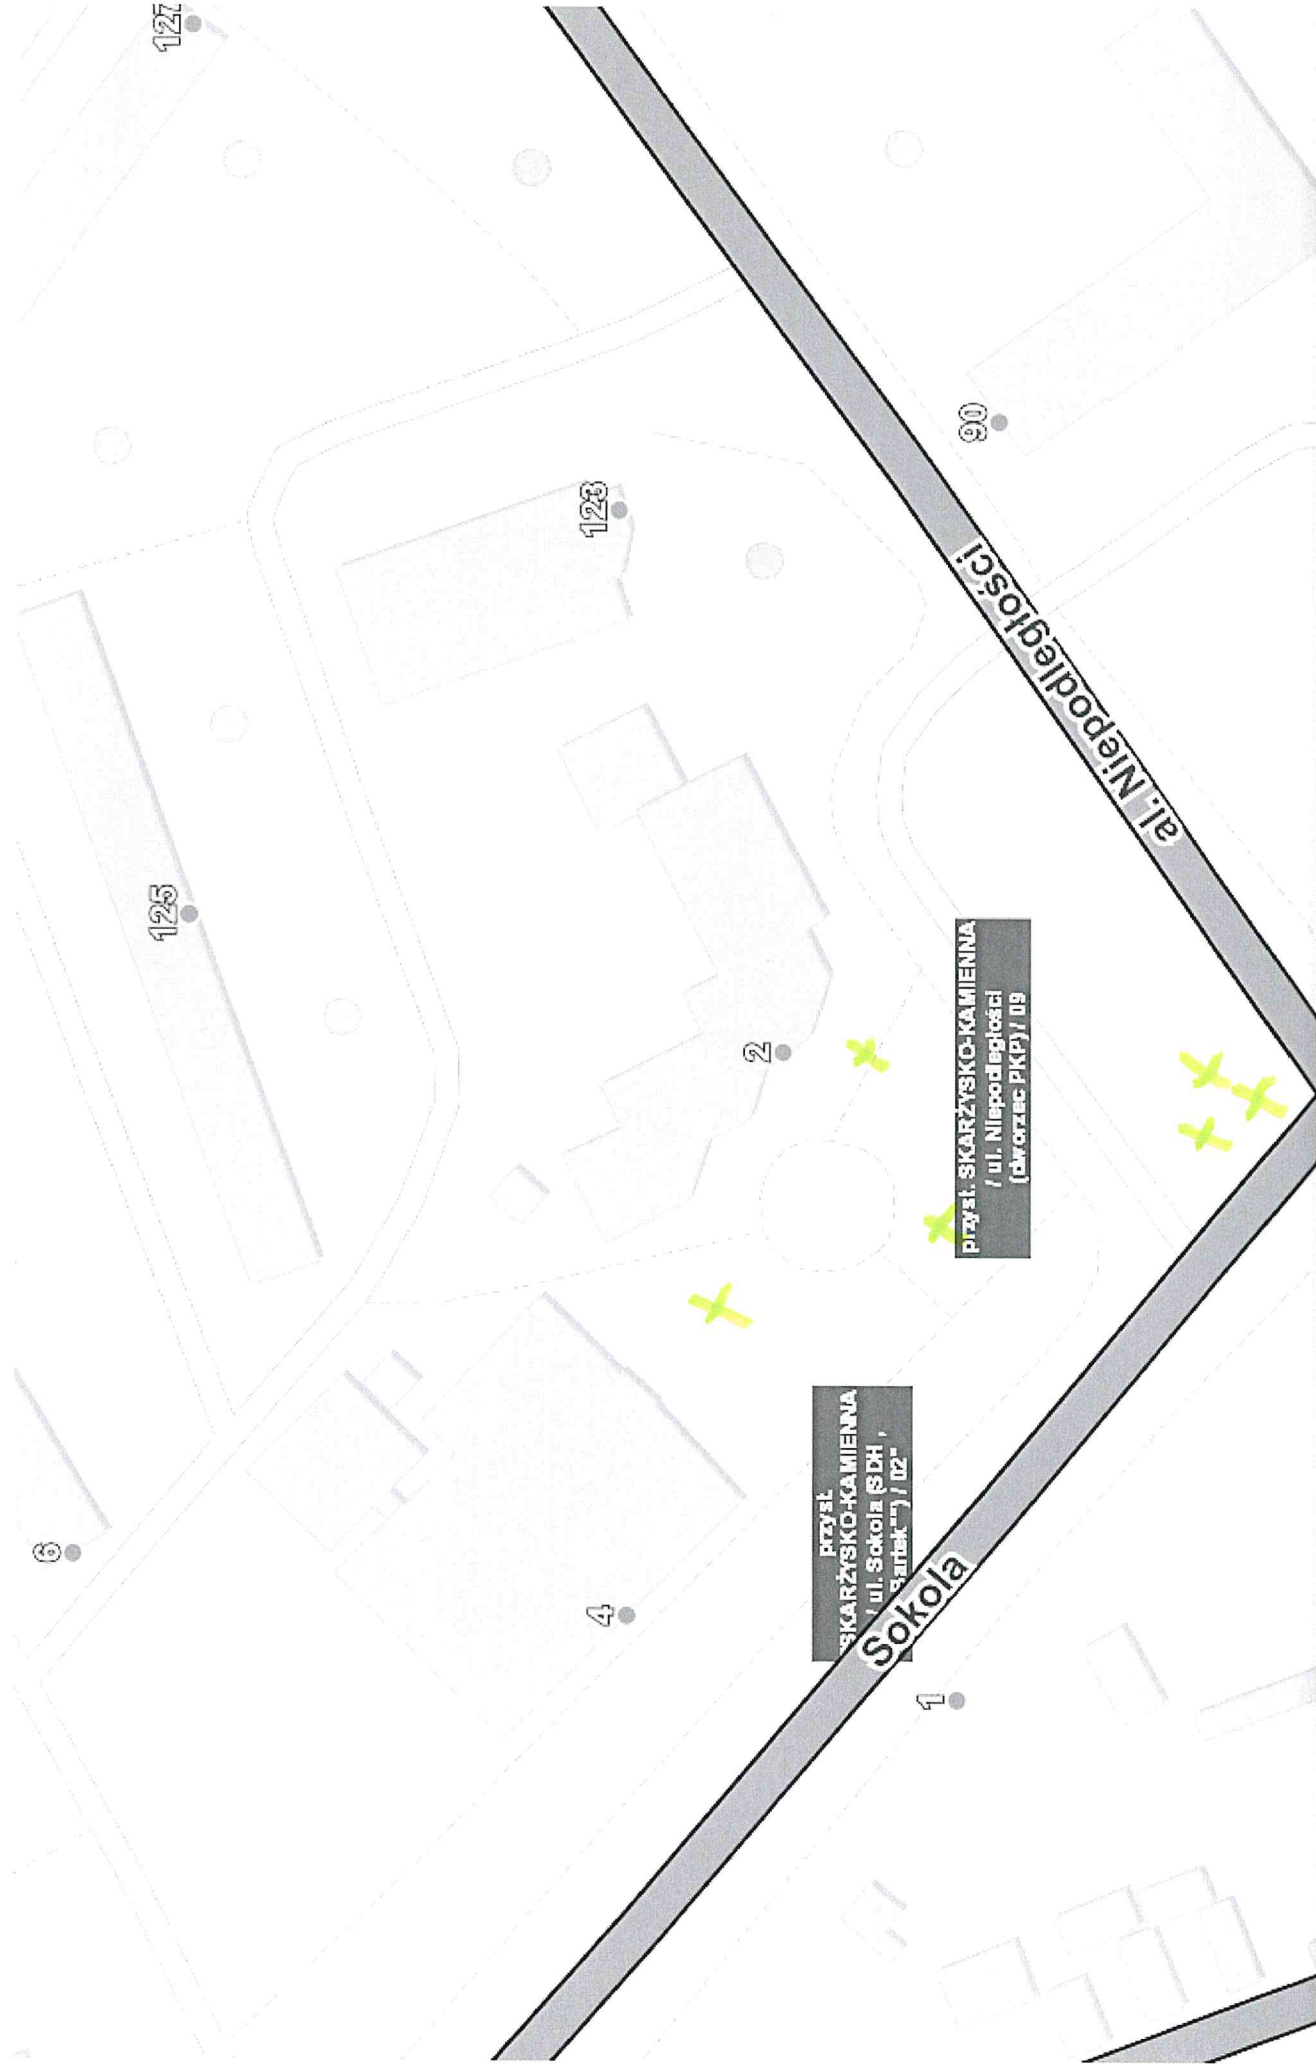 127
90
123
al. Niepodległości
125
2
przyst. SKARŻYSKO-KAMIENNA
/ ul. Niepodległości
(dworzec PKP) / 09
6
4
przyst.
SKARŻYSKO-KAMIENNA
/ ul. Sokola (SDH ,
Bartek"") / 02"
Sokola
1